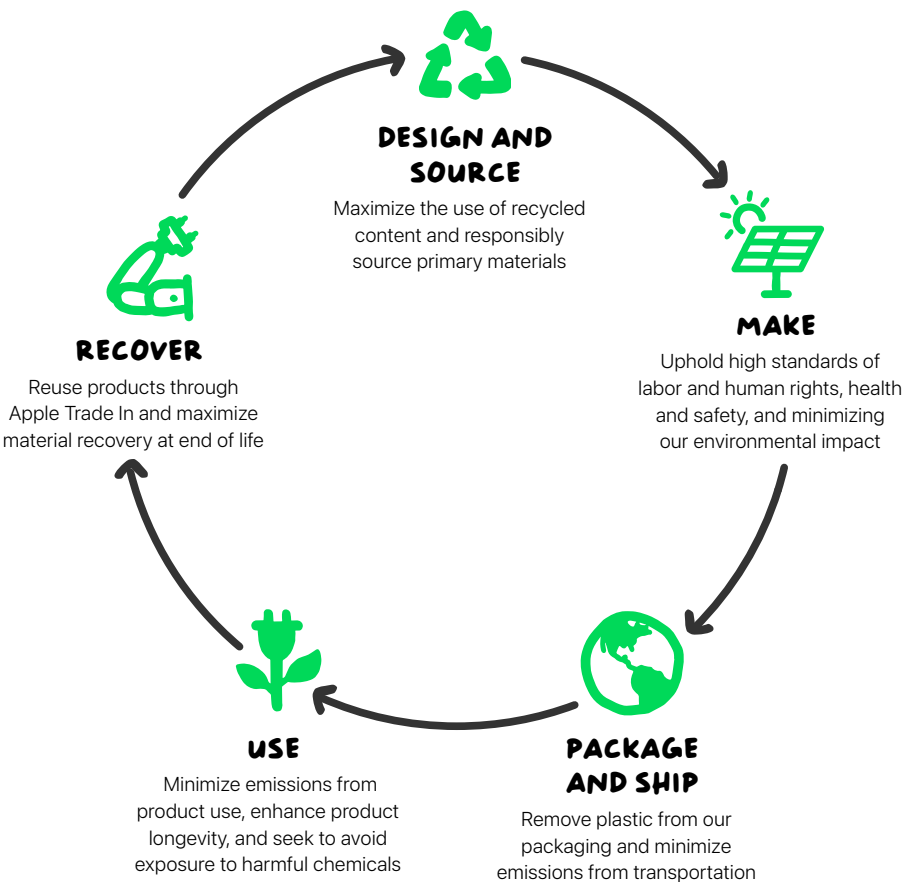 DESIGN AND
SOURCE
Maximize the use of recycled
content and responsibly
source primary materials
MAKE
Uphold high standards of
labor and human rights, health
and safety, and minimizing
our environmental impact
PACKAGE
AND SHIP
Remove plastic from our
packaging and minimize
emissions from transportation
USE
Minimize emissions from
product use, enhance product
longevity, and seek to avoid
exposure to harmful chemicals
RECOVER
Reuse products through
Apple Trade In and maximize
material recovery at end of life